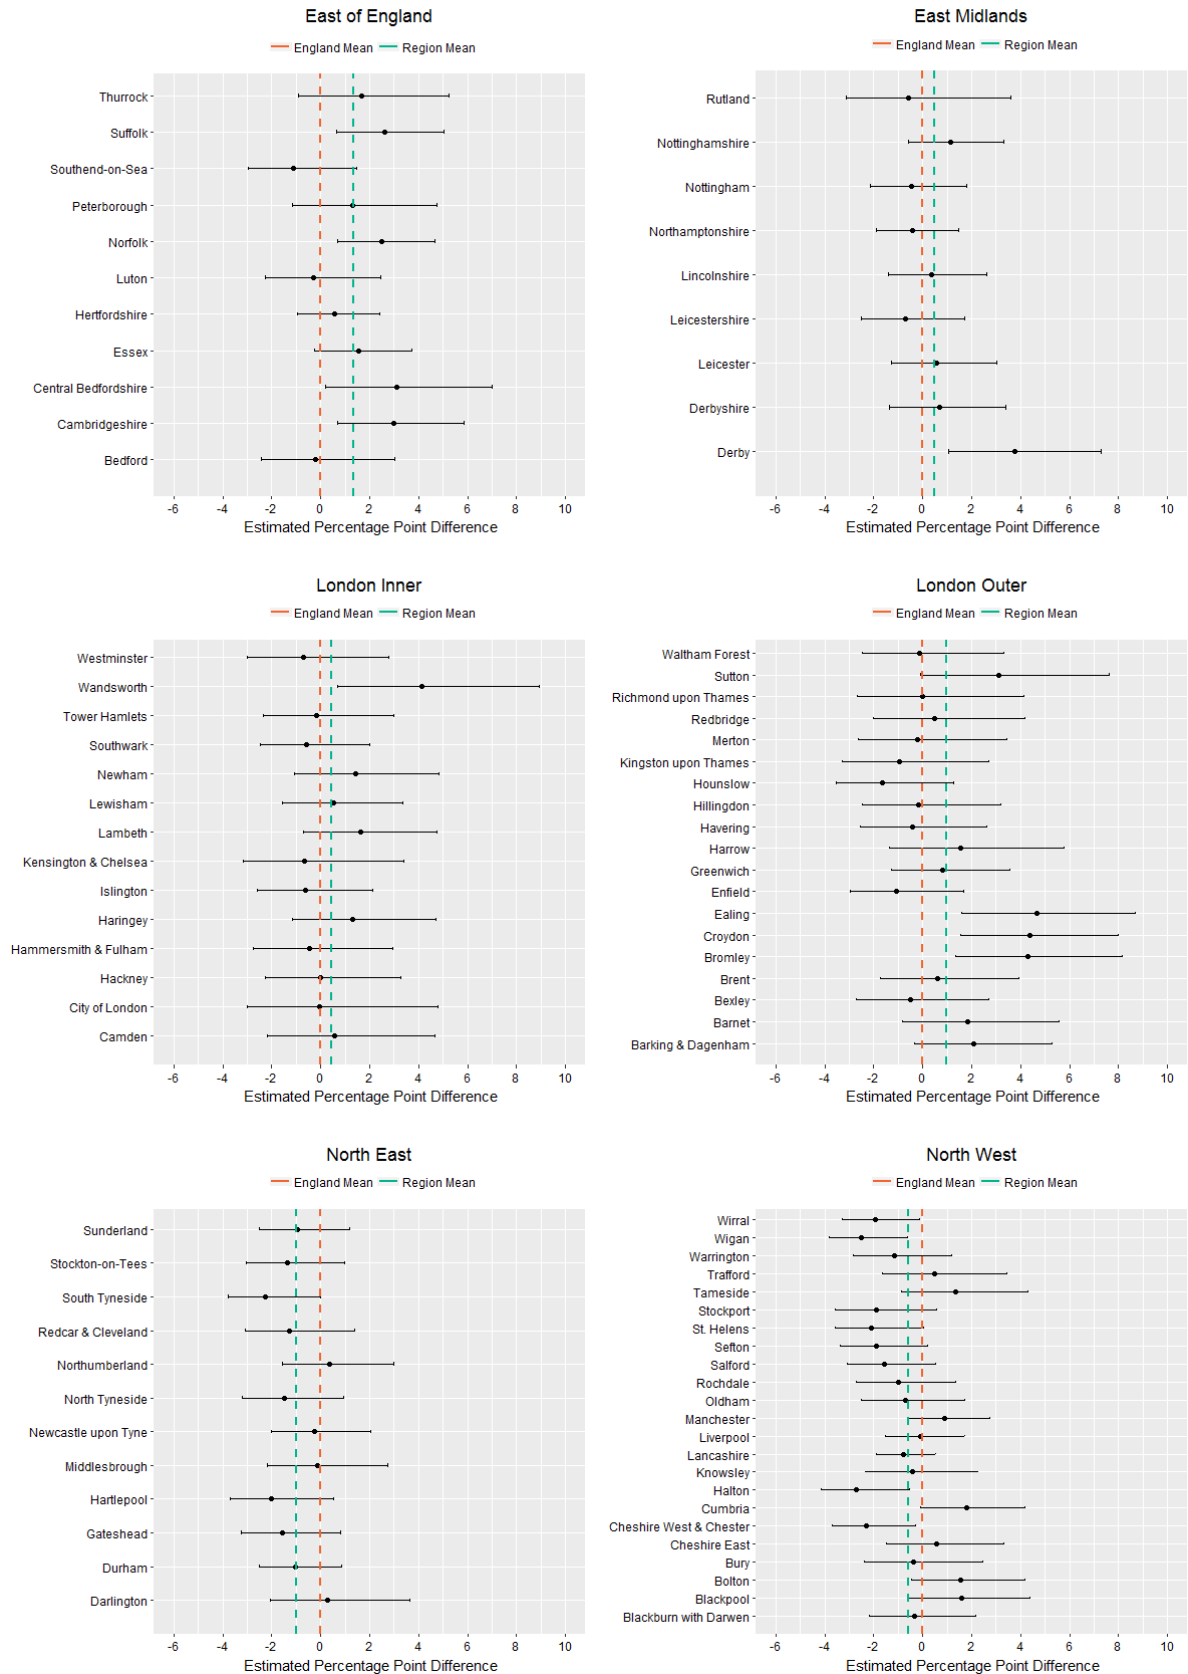 East of England
England Mean Region Mean
Thurrock
Suffolk
Southend-on-Sea
Peterborough
Norfolk
Luton
Hertfordshire
Essex
Central Bedfordshire
Cambridgeshire
Bedford
-6 -4 -2 0 2 4 6 8 10
Estimated Percentage Point Difference
East Midlands
England Mean Region Mean
Rutland
Nottinghamshire
Nottingham
Northamptonshire
Lincolnshire
Leicestershire
Leicester
Derbyshire
Derby
-6 -4 -2 0 2 4 6 8 10
Estimated Percentage Point Difference
London Inner
England Mean Region Mean
Westminster
Wandsworth
Tower Hamlets
Southwark
Newham
Lewisham
Lambeth
Kensington & Chelsea
Islington
Haringey
Hammersmith & Fulham
Hackney
City of London
Camden
-6 -4 -2 0 2 4 6 8 10
Estimated Percentage Point Difference
London Outer
England Mean Region Mean
Waltham Forest
Sutton
Richmond upon Thames
Redbridge
Merton
Kingston upon Thames
Hounslow
Hillingdon
Havering
Harrow
Greenwich
Enfield
Ealing
Croydon
Bromley
Brent
Bexley
Barnet
Barking & Dagenham
-6 -4 -2 0 2 4 6 8 10
Estimated Percentage Point Difference
North East
England Mean Region Mean
Sunderland
Stockton-on-Tees
South Tyneside
Redcar & Cleveland
Northumberland
North Tyneside
Newcastle upon Tyne
Middlesbrough
Hartlepool
Gateshead
Durham
Darlington
-6 -4 -2 0 2 4 6 8 10
Estimated Percentage Point Difference
North West
England Mean Region Mean
Wirral
Wigan
Warrington
Trafford
Tameside
Stockport
St. Helens
Sefton
Salford
Rochdale
Oldham
Manchester
Liverpool
Lancashire
Knowsley
Halton
Cumbria
Cheshire West & Chester
Cheshire East
Bury
Bolton
Blackpool
Blackburn with Darwen
-6 -4 -2 0 2 4 6 8 10
Estimated Percentage Point Difference